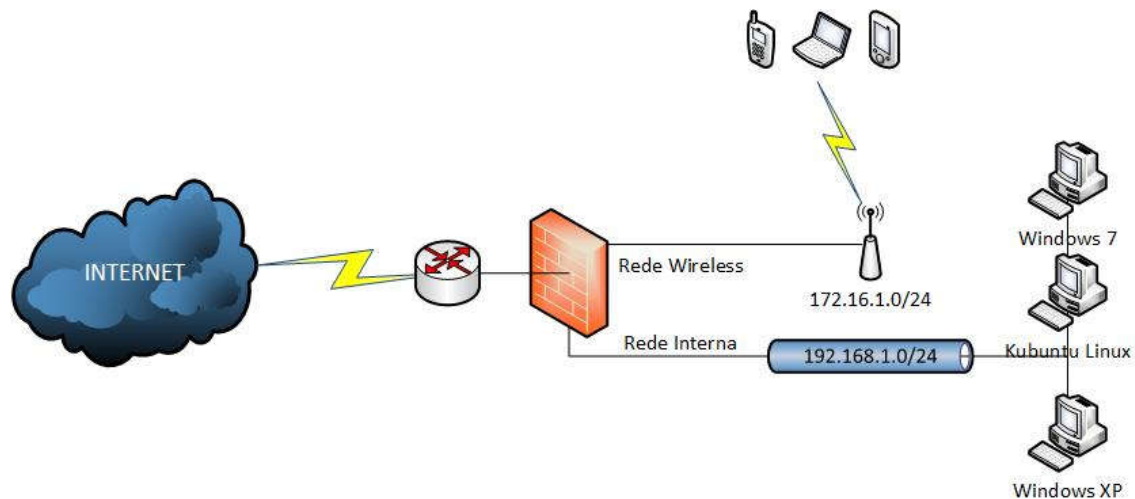 INTERNET
Rede Wireless
172.16.1.0/24
Rede Interna
192.168.1.0/24
Windows 7
Kubuntu Linux
Windows XP